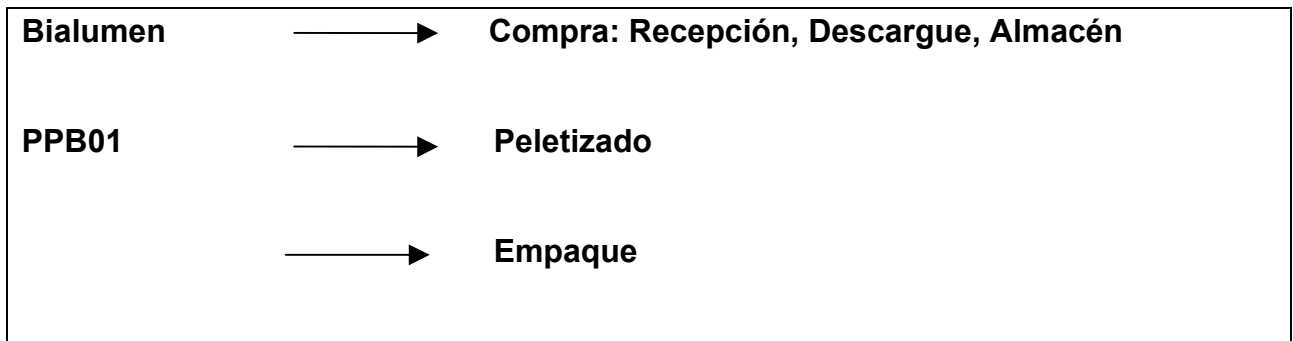 Bialumen Compra: Recepción, Descargue, Almacén
PPB01 Peletizado
Empaque